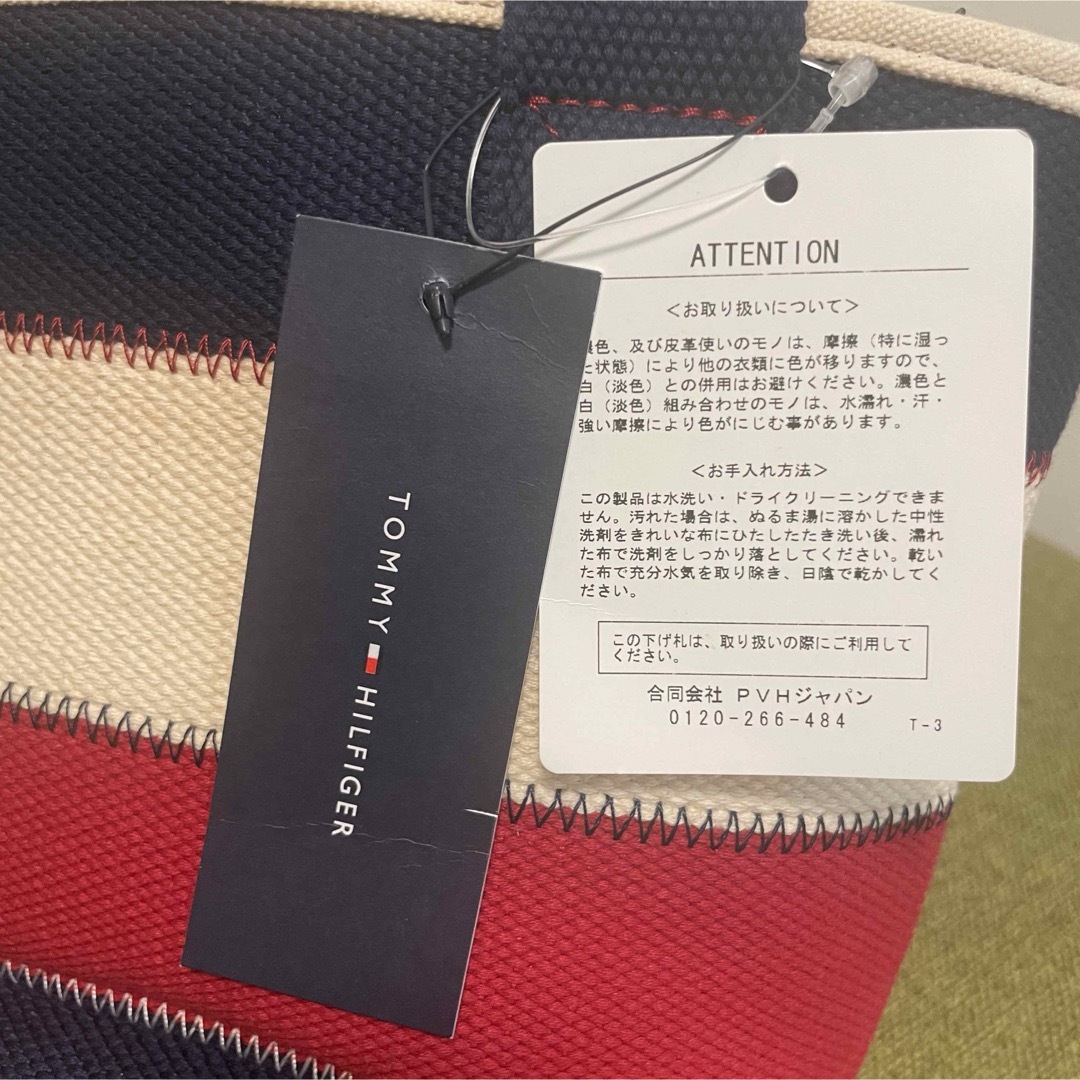 ATTENTION
＜お取り扱いについて＞
色、及び皮革使いのモノは、摩擦（特に湿っ
た状態）により他の衣類に色が移りますので、
白（淡色）との併用はお避けください。濃色と
白（淡色）組み合わせのモノは、水濡れ・汗・
強い摩擦により色がにじむ事があります。
＜お手入れ方法＞
この製品は水洗い・ドライクリーニングできま
せん。汚れた場合は、ぬるま湯に溶かした中性
洗剤をきれいな布にひたしたたき洗い後、濡れ
た布で洗剤をしっかり落としてください。乾い
た布で充分水気を取り除き、日陰で乾かしてく
ださい。
この下げ札は、取り扱いの際にご利用して
ください。
合同会社 ＰＶＨジャパン
0120-266-484
T-3
TOMMY HILFIGER